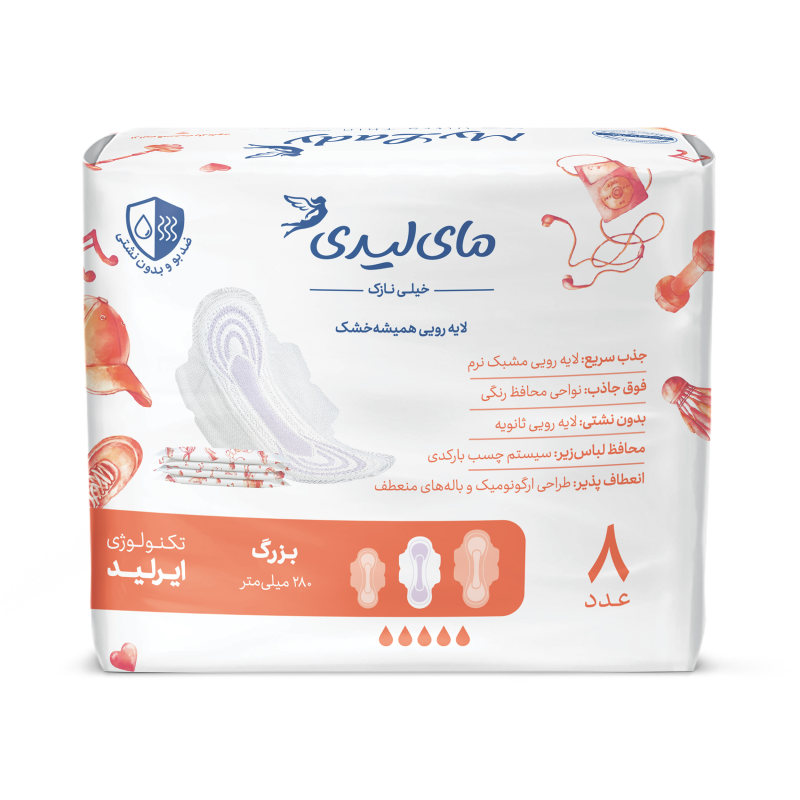 My Lady
مای لیدی
خیلی نازک
لایه رویی همیشه خشک
ضد بو و بدون نشتی
جذب سریع: لایه رویی مشبک نرم
فوق جاذب: نواحی محافظ رنگی
بدون نشتی: لایه رویی ثانویه
محافظ لباس زیر: سیستم چسب بارکدی
انعطاف پذیر: طراحی ارگونومیک و باله‌های منعطف
۸
عدد
بزرگ
۲۸۰ میلی‌متر
تکنولوژی
ایرلید